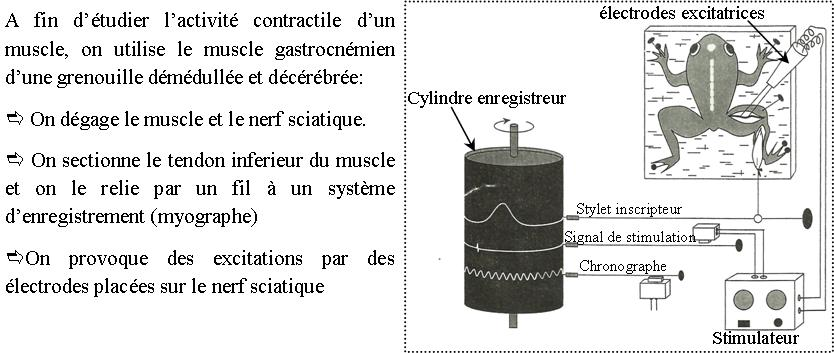 A fin d'étudier l'activité contractile d'un
muscle, on utilise le muscle gastrocnémien
d'une grenouille démédullée et décérébrée:
⇨ On dégage le muscle et le nerf sciatique.
⇨ On sectionne le tendon inferieur du muscle
et on le relie par un fil à un système
d'enregistrement (myographe)
⇨On provoque des excitations par des
électrodes placées sur le nerf sciatique
électrodes excitatrices
Cylindre enregistreur
Stylet inscripteur
Signal de stimulation
Chronographe
Stimulateur